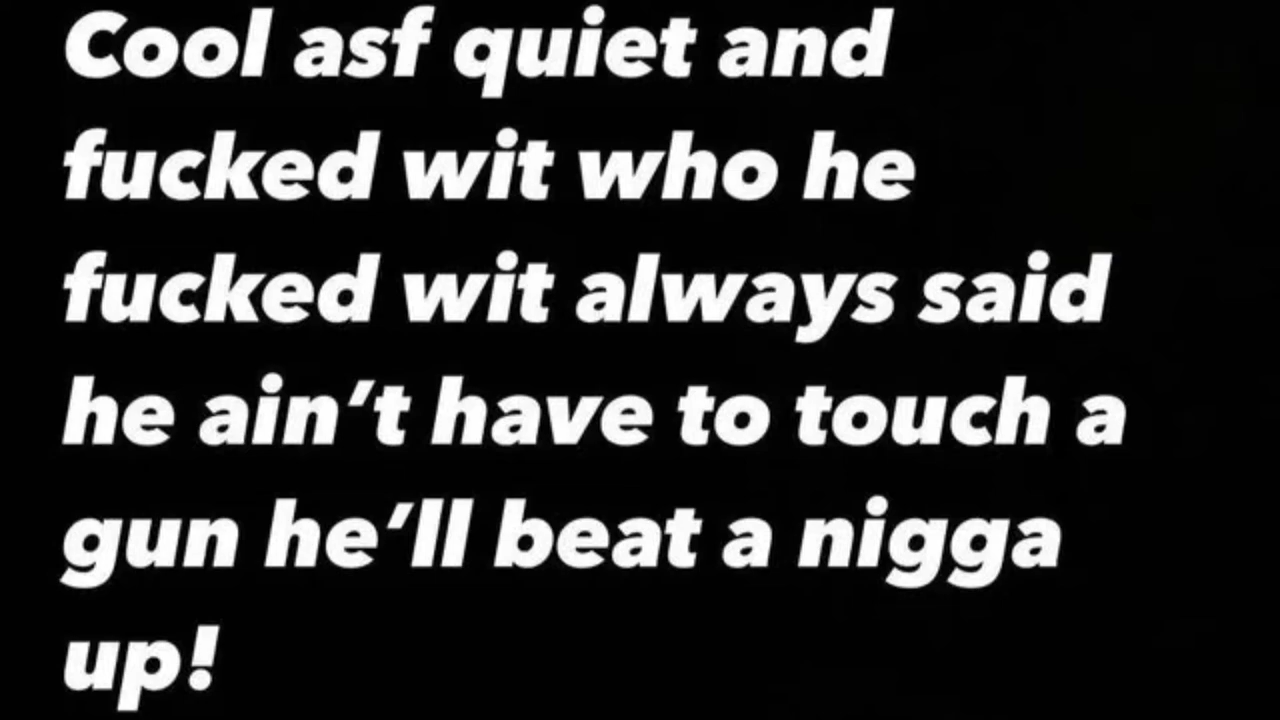 Cool asf quiet and
fucked wit who he
fucked wit always said
he ain’t have to touch a
gun he’ll beat a nigga
up!